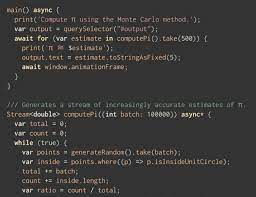 main() async {
print('Compute π using the Monte Carlo method.');
var output = querySelector("#output");
await for (var estimate in computePi().take(500)) {
print('π ≅ $estimate');
output.text = estimate.toStringAsFixed(5);
await window.animationFrame;
}
}
/// Generates a stream of increasingly accurate estimates of π.
Stream<double> computePi({int batch: 100000}) async* {
var total = 0;
var count = 0;
while (true) {
var points = generateRandom().take(batch);
var inside = points.where((p) => p.isInsideUnitCircle);
total += batch;
count += inside.length;
var ratio = count / total;